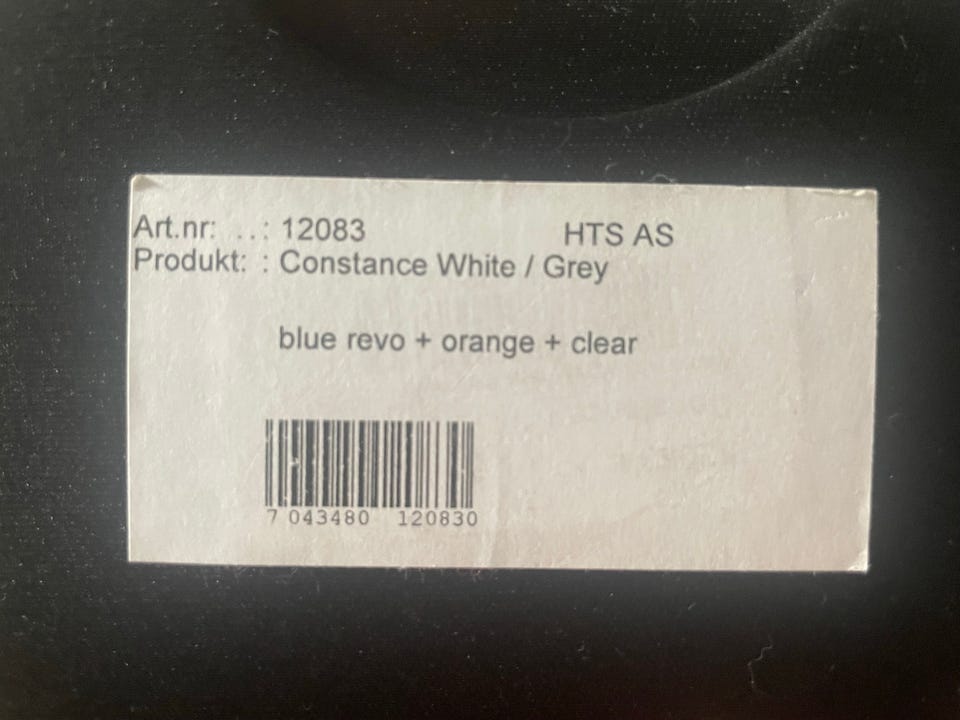 Art.nr: ..: 12083 HTS AS
Produkt: : Constance White / Grey
blue revo + orange + clear
7 043480 120830